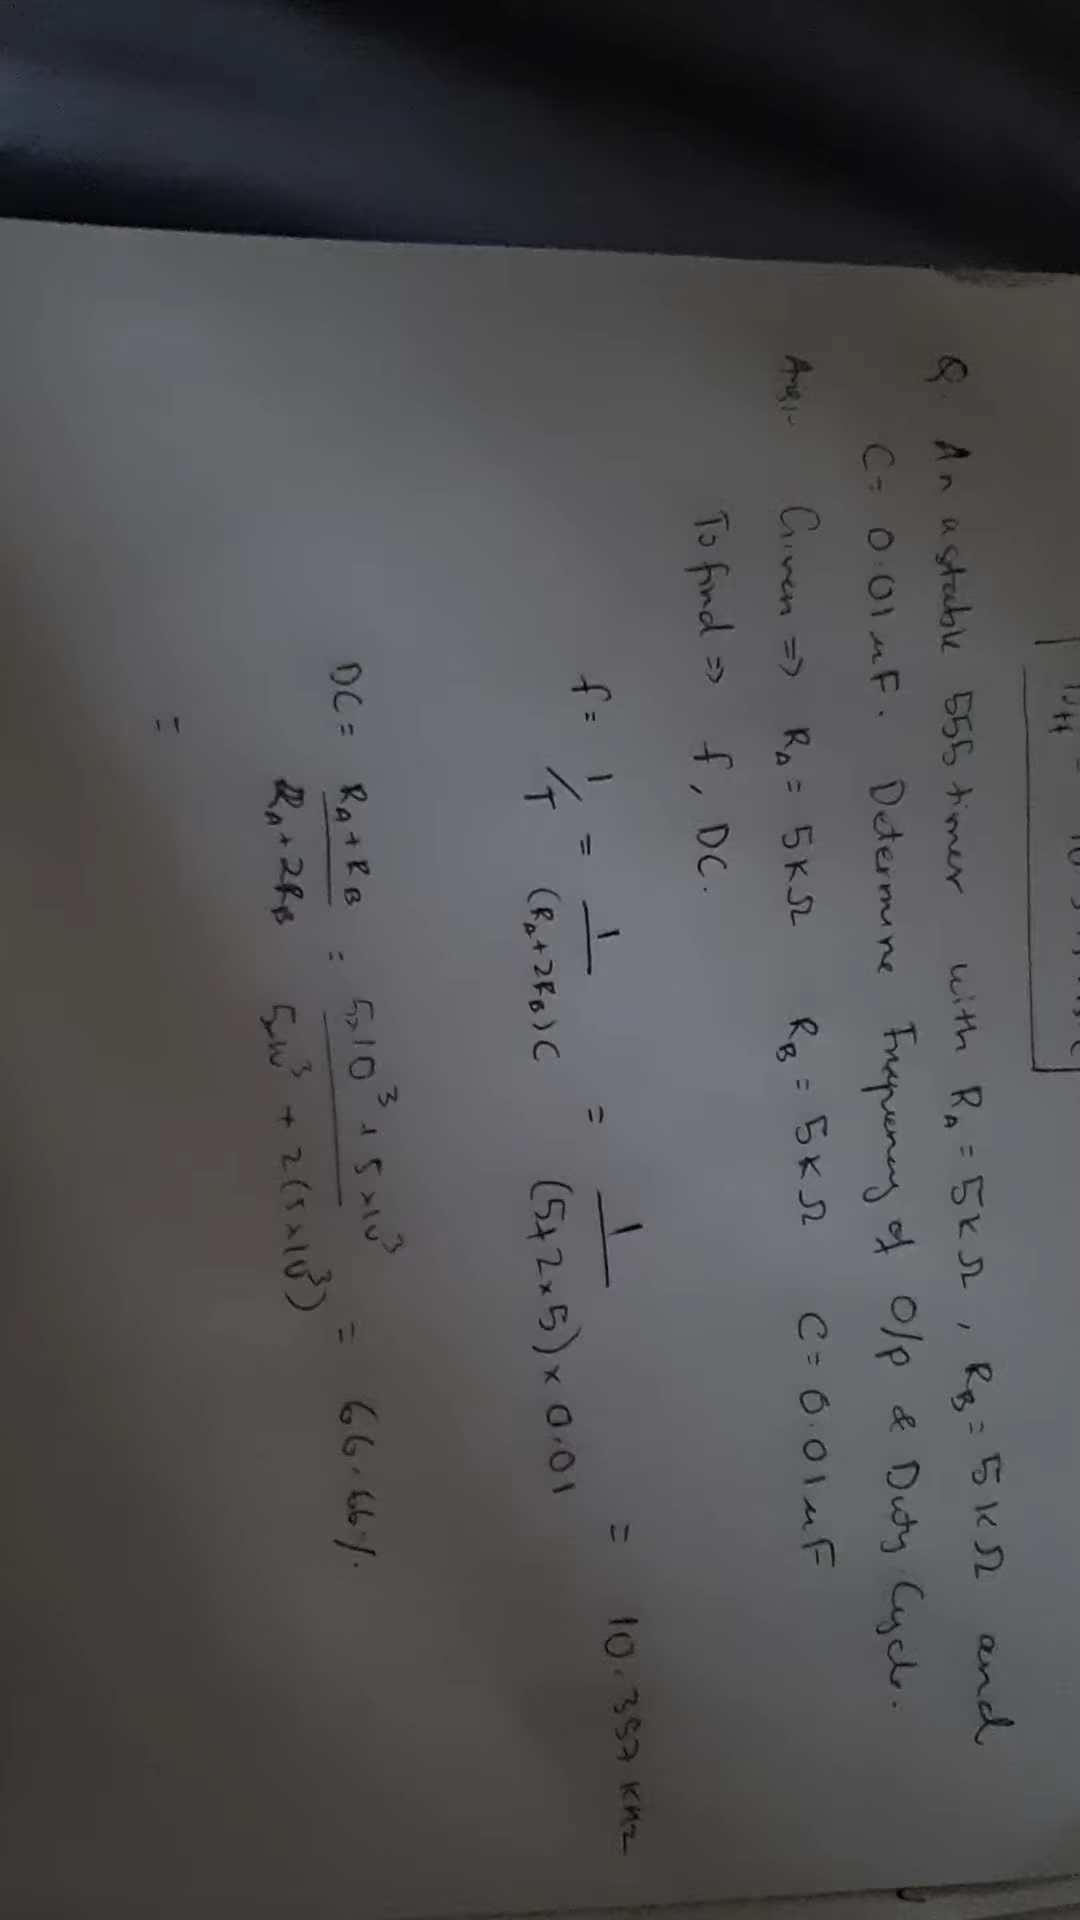 Q. An astable 555 timer with RA = 5KΩ, RB = 5KΩ and
C = 0.01 μF. Determine Frequency of O/p & Duty Cycle.
Ans:- Given ⇒ RA = 5KΩ RB = 5KΩ C = 0.01 μF
To find ⇒ f, DC.
f = 1/T = 1/(RA+2RB)C = 1/(5+2×5)×0.01 = 10.397 KHz
DC = RA+RB/RA+2RB = 5×10³+5×10³/5×10³ + 2(5×10³) = 66.66%
=